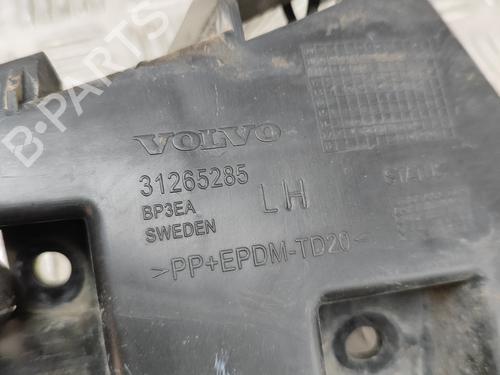 VOLVO
31265285
BP3EA
SWEDEN
LH
>PP+EPDM-TD20<
B-PARTS